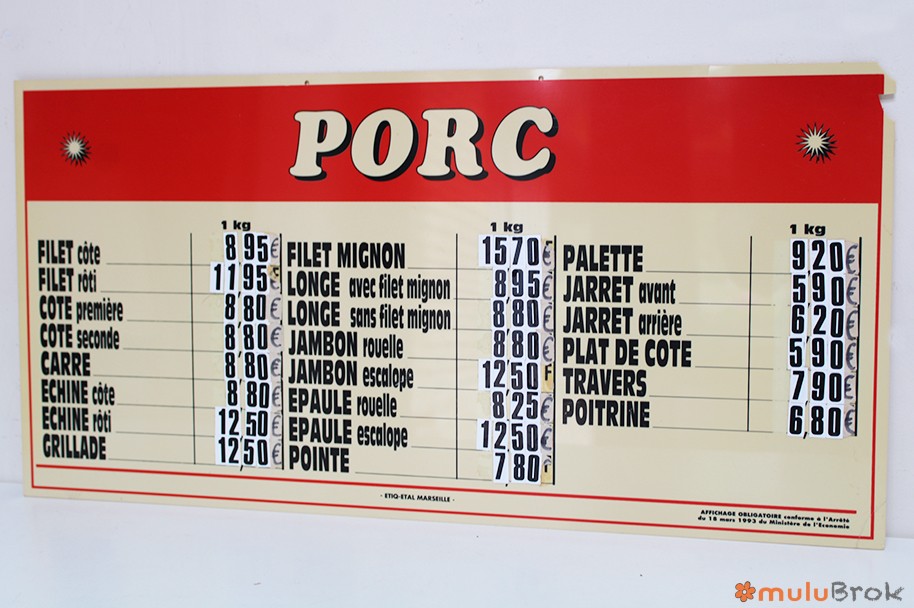 PORC
1 kg
FILET côte 8,95€
FILET rôti 11,95€
COTE première 8,80€
COTE seconde 8,80€
CARRE 8,80€
ECHINE côte 8,80€
ECHINE rôti 12,50€
GRILLADE 12,50€
1 kg
FILET MIGNON 15,70€
LONGE avec filet mignon 8,95€
LONGE sans filet mignon 8,80€
JAMBON rouelle 8,80€
JAMBON escalope 12,50F
EPAULE rouelle 8,25€
EPAULE escalope 12,50€
POINTE 7,80F
1 kg
PALETTE 9,20€
JARRET avant 5,90€
JARRET arrière 6,20€
PLAT DE COTE 5,90€
TRAVERS 7,90€
POITRINE 6,80€
- ETIQ-ETAL MARSEILLE -
AFFICHAGE OBLIGATOIRE conforme à l'Arrêté
du 18 mars 1993 du Ministère de l'Economie
muluBrok